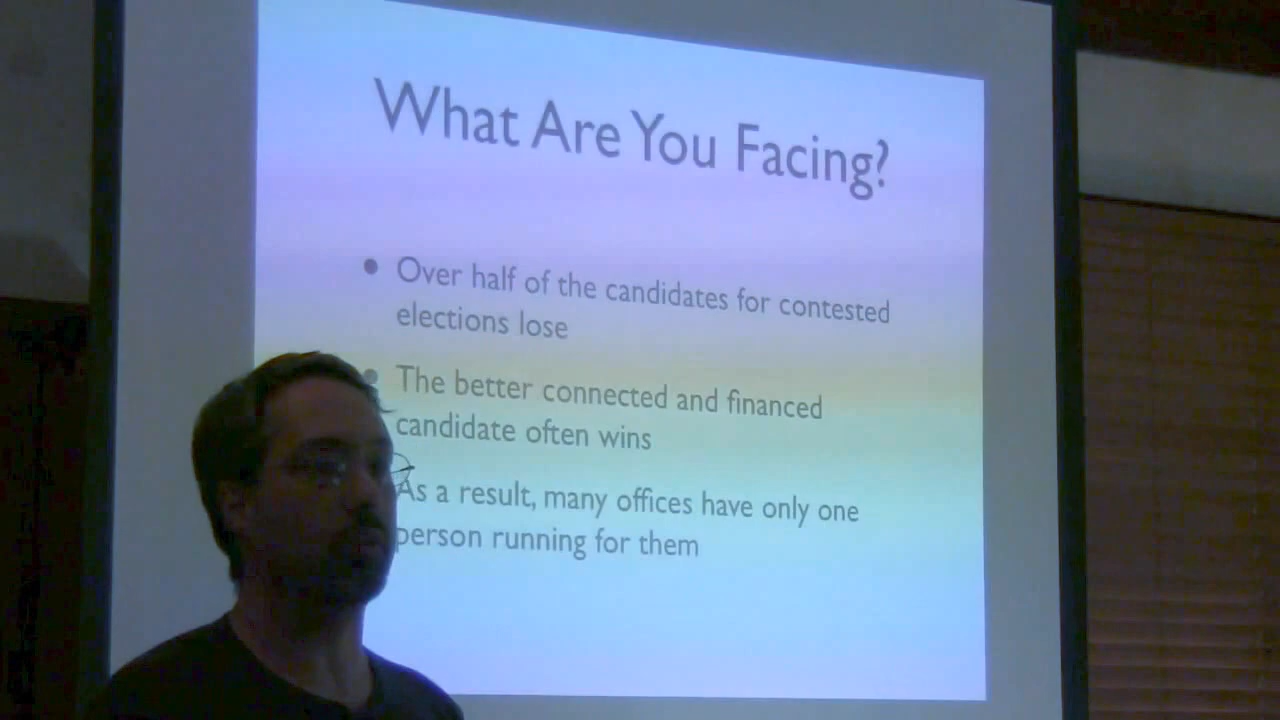 What Are You Facing?
• Over half of the candidates for contested
elections lose
• The better connected and financed
candidate often wins
As a result, many offices have only one
person running for them